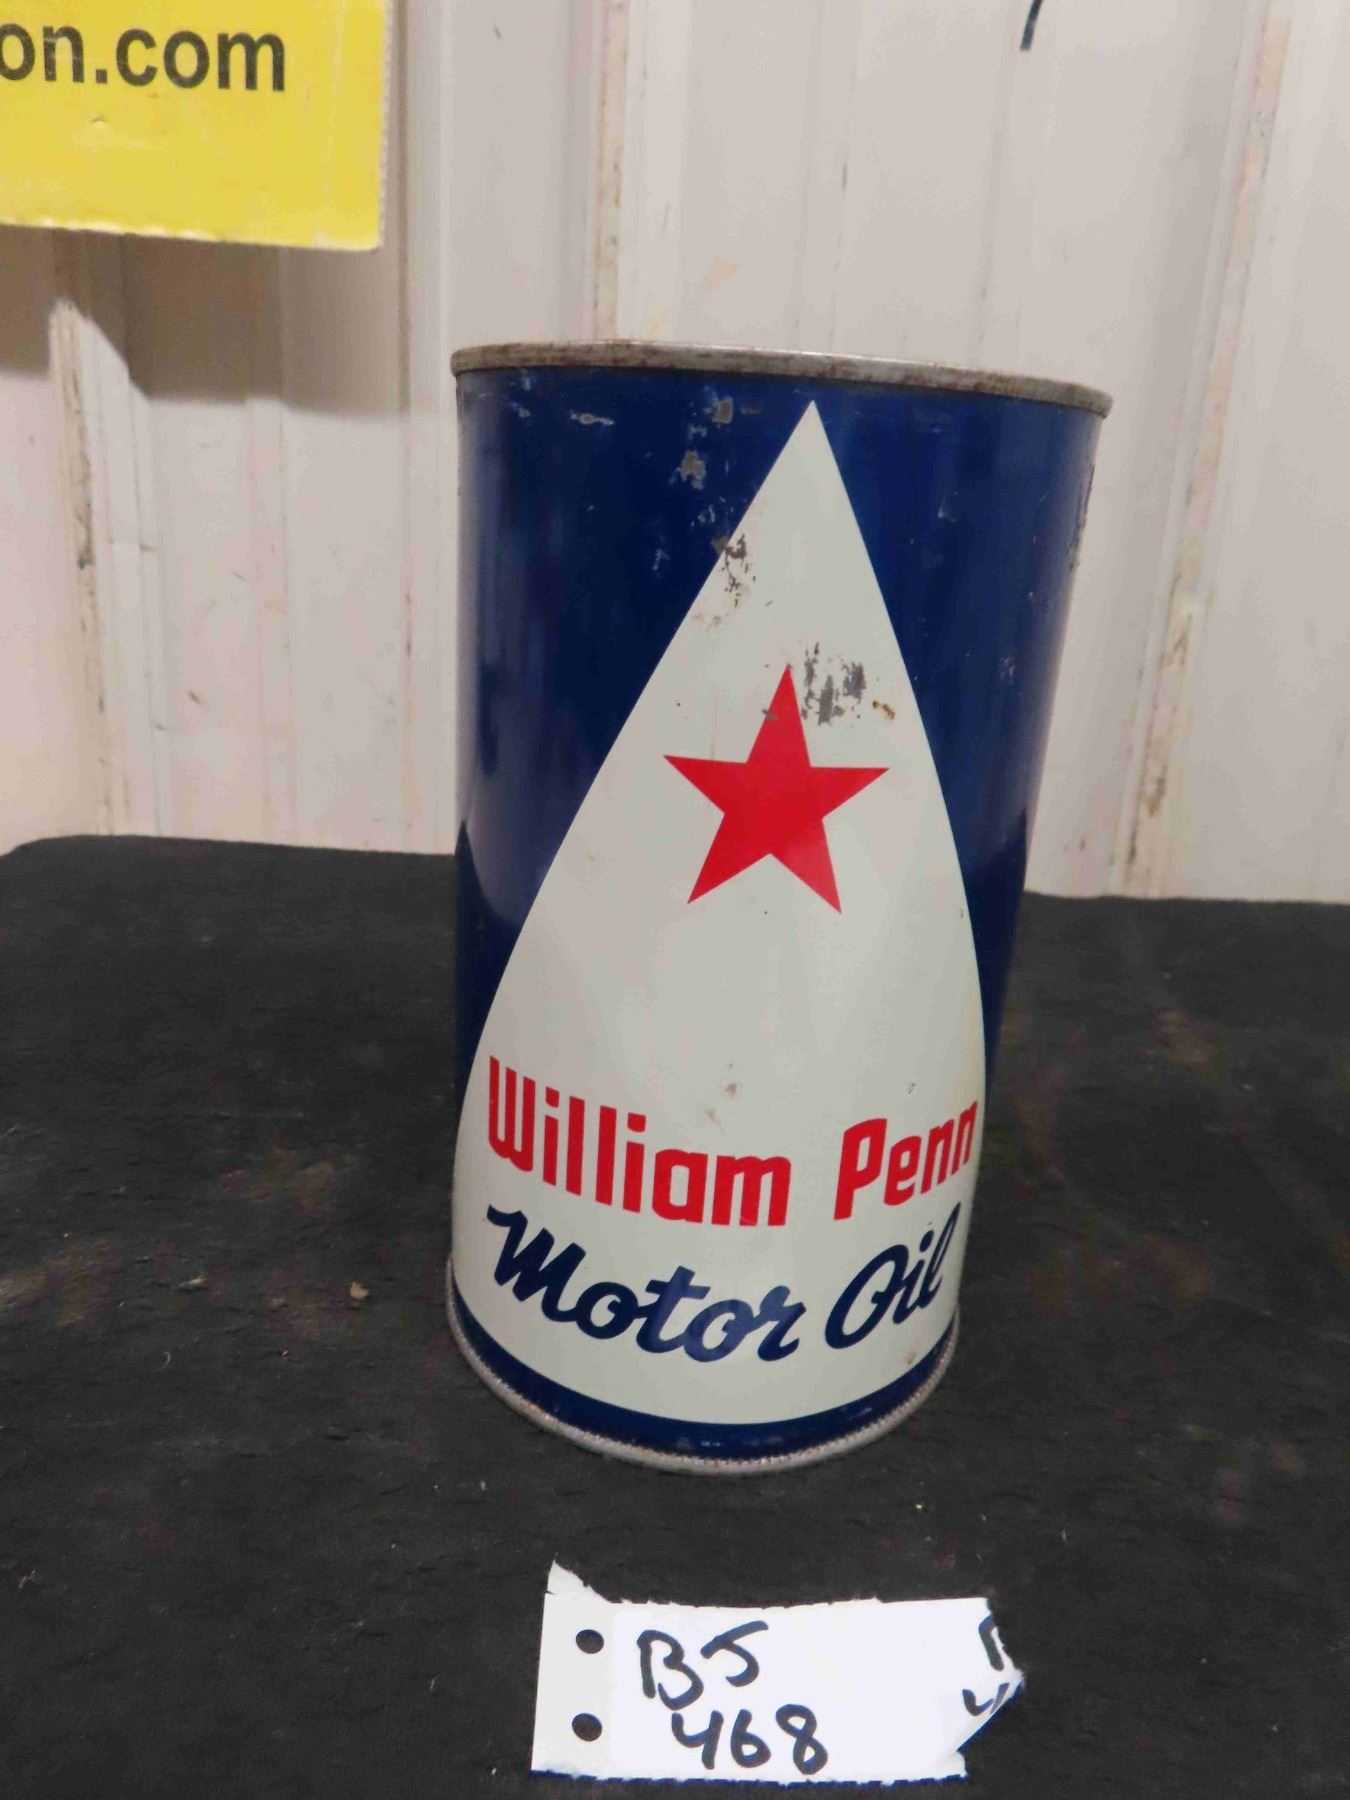 on.com
William Penn
Motor Oil
BJ
468